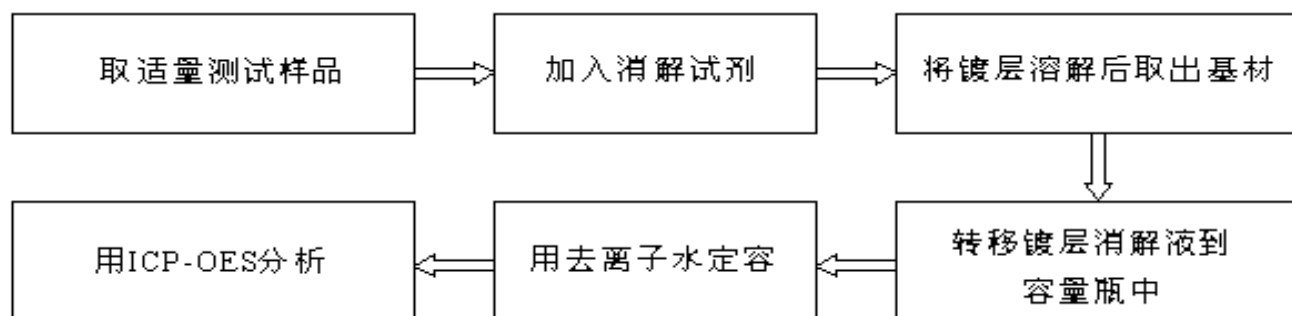 取适量测试样品
加入消解试剂
将镀层溶解后取出基材
转移镀层消解液到
容量瓶中
用去离子水定容
用ICP-OES分析